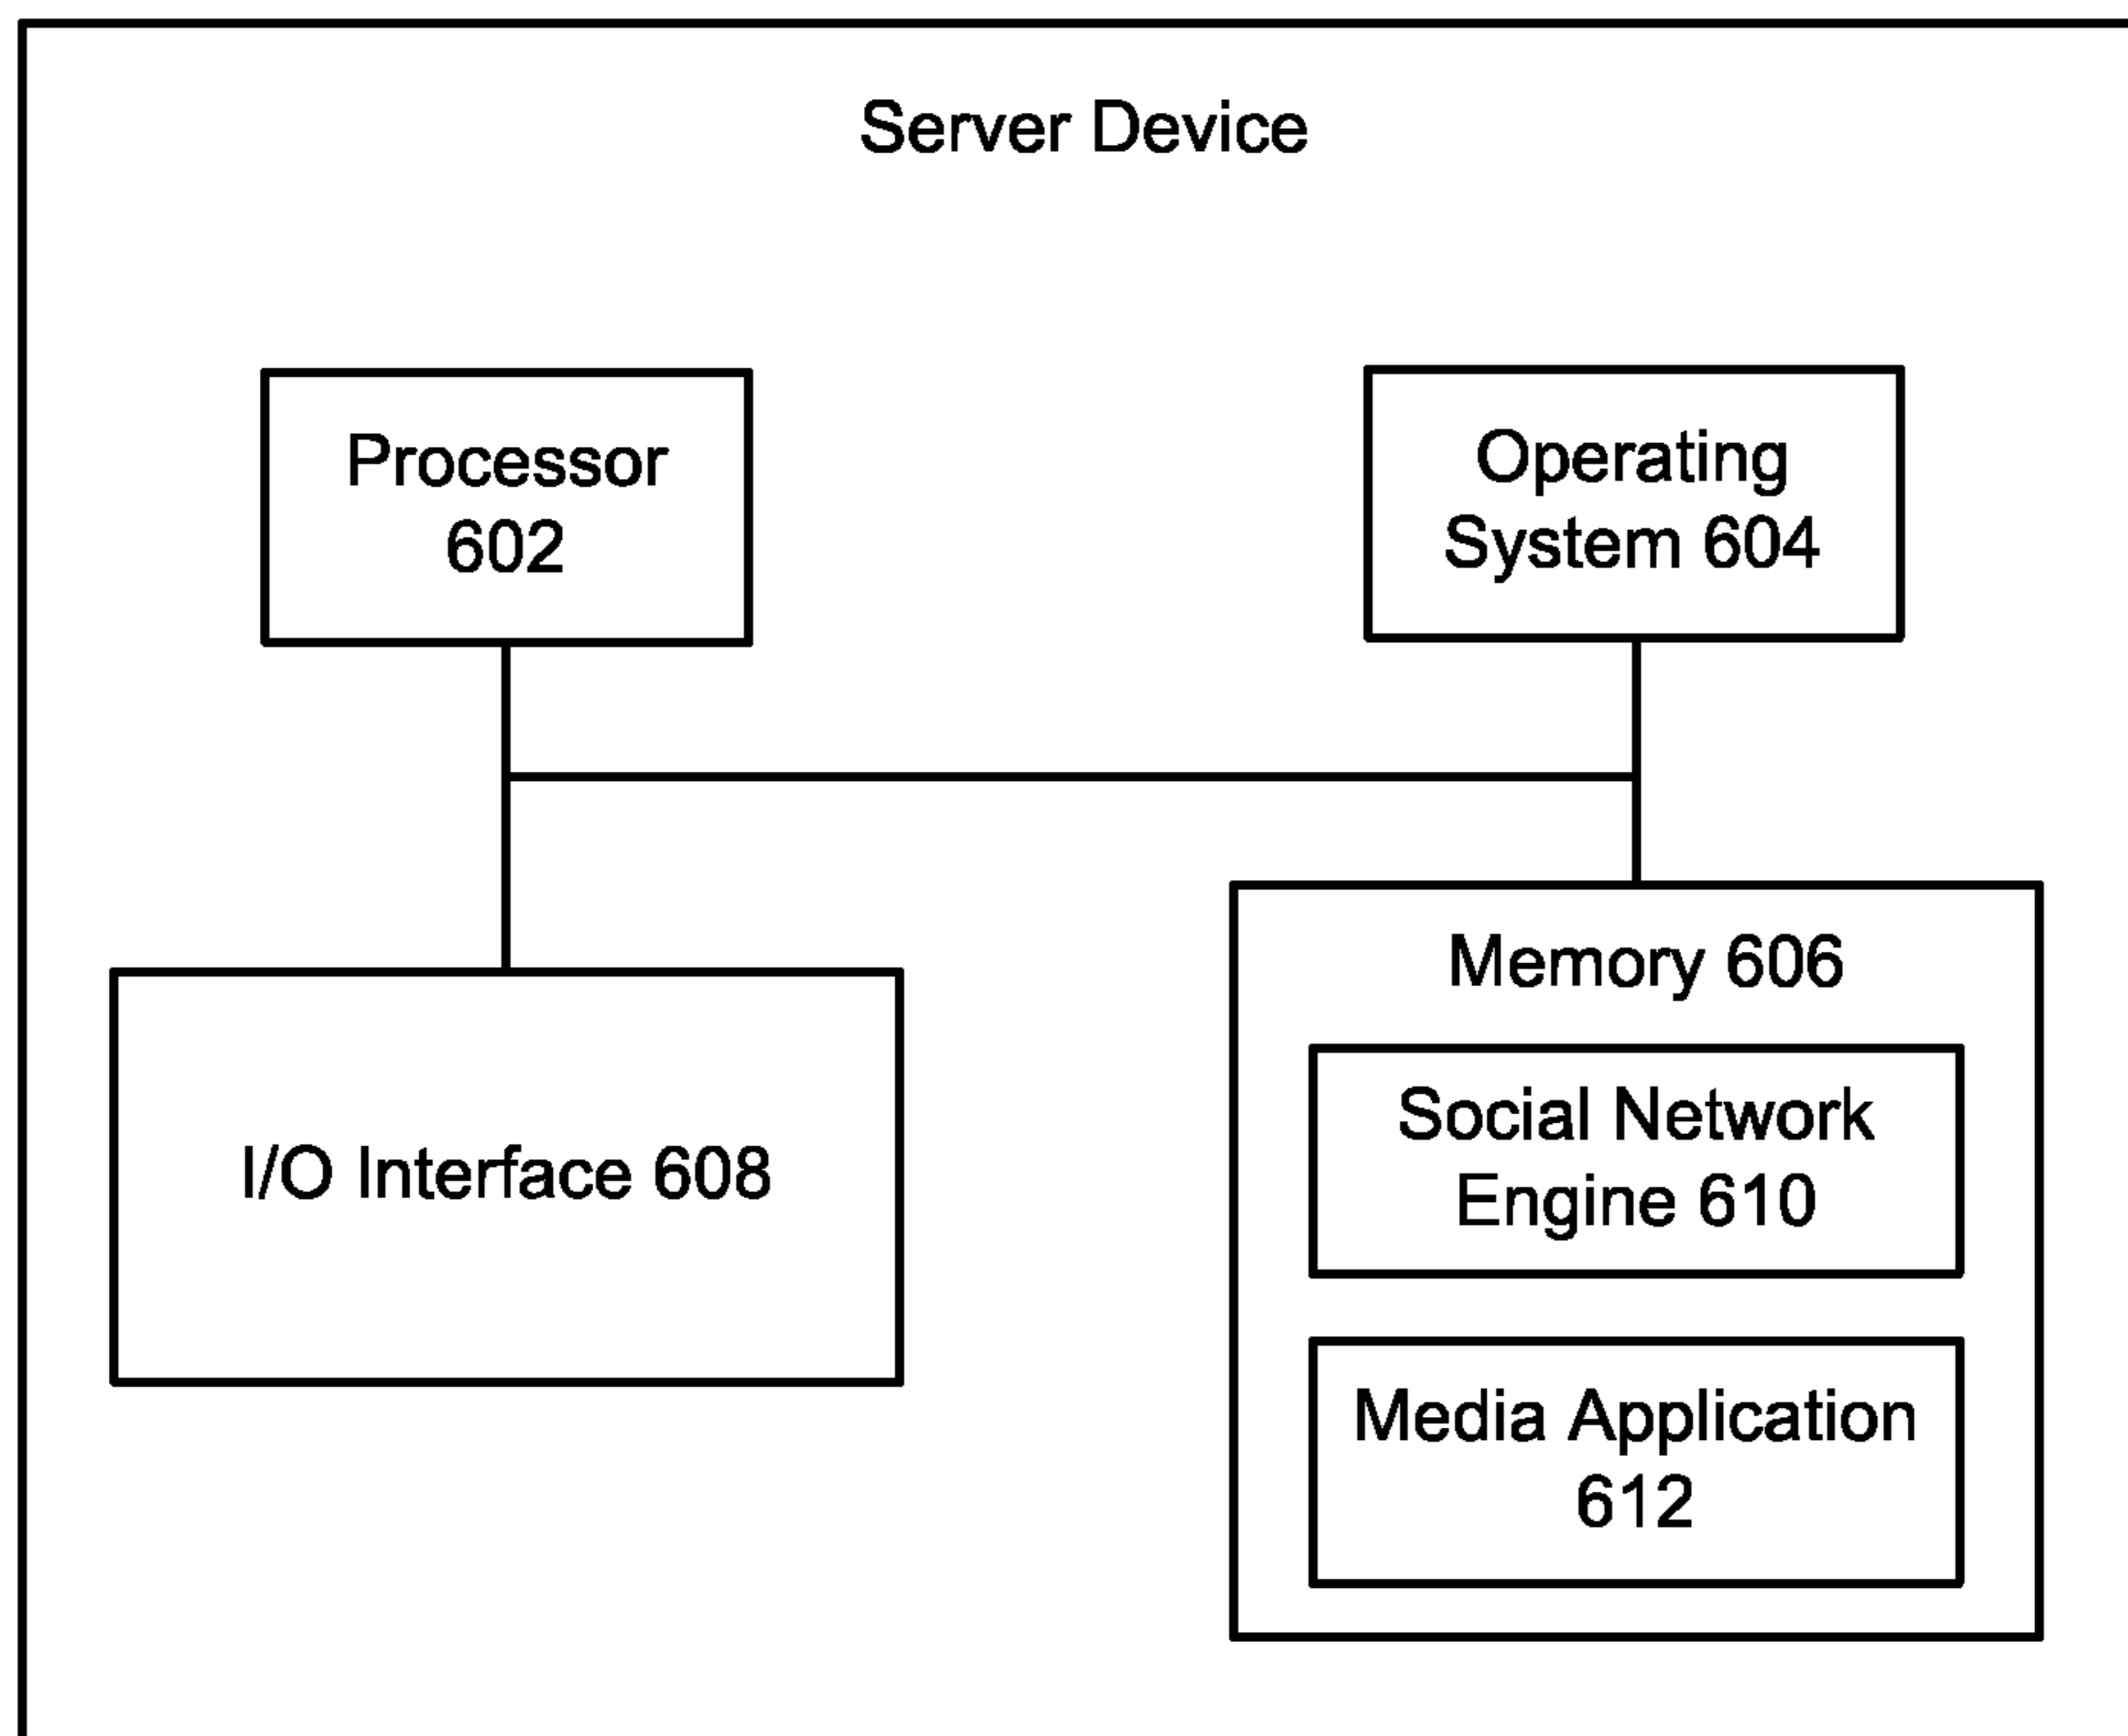 Server Device
Processor
602
Operating
System 604
I/O Interface 608
Memory 606
Social Network
Engine 610
Media Application
612